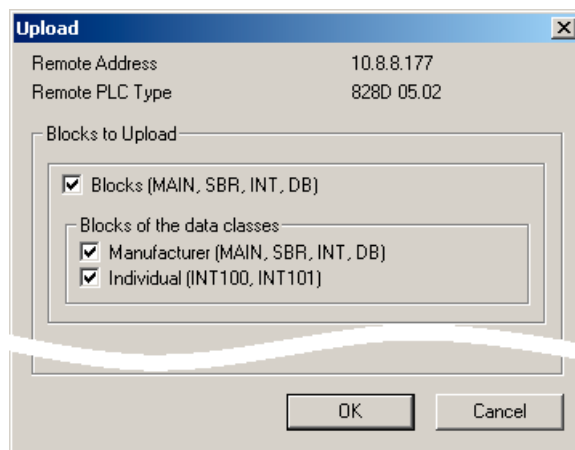 Upload
Remote Address 10.8.8.177
Remote PLC Type 828D 05.02
Blocks to Upload
Blocks (MAIN, SBR, INT, DB)
Blocks of the data classes
Manufacturer (MAIN, SBR, INT, DB)
Individual (INT100, INT101)
OK Cancel